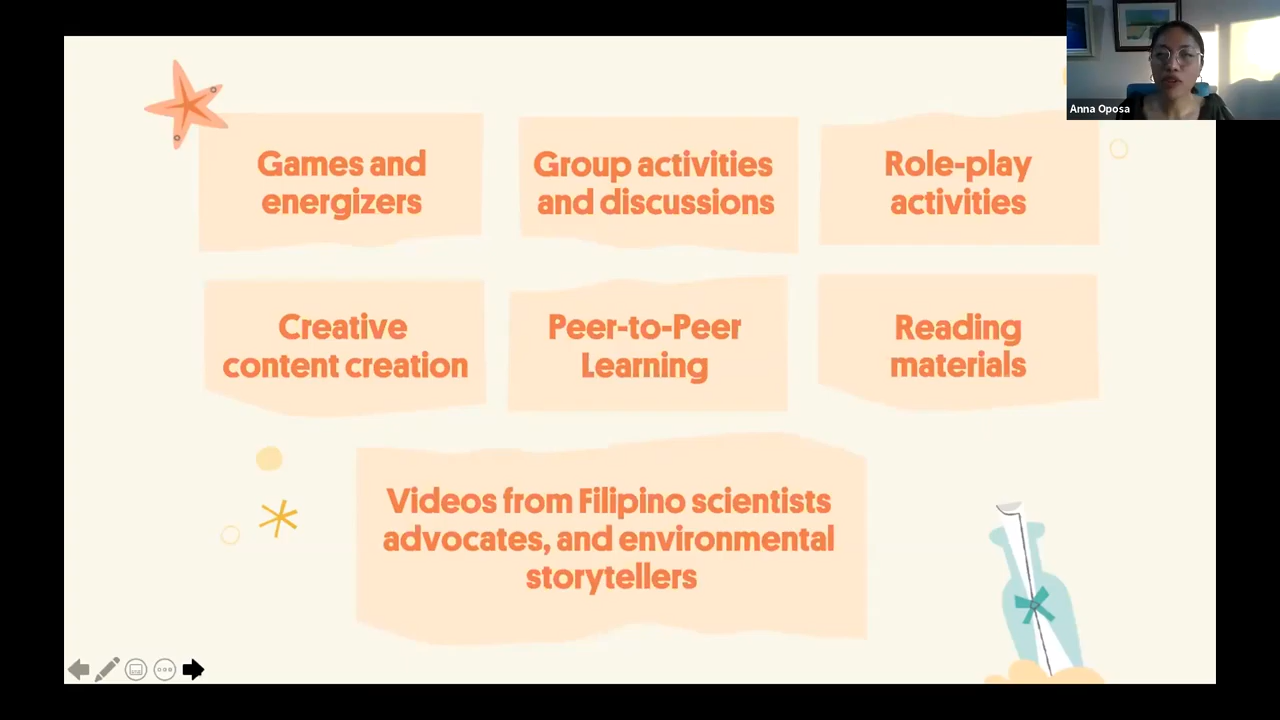 Anna Oposa
Games and
energizers
Group activities
and discussions
Role-play
activities
Creative
content creation
Peer-to-Peer
Learning
Reading
materials
Videos from Filipino scientists
advocates, and environmental
storytellers